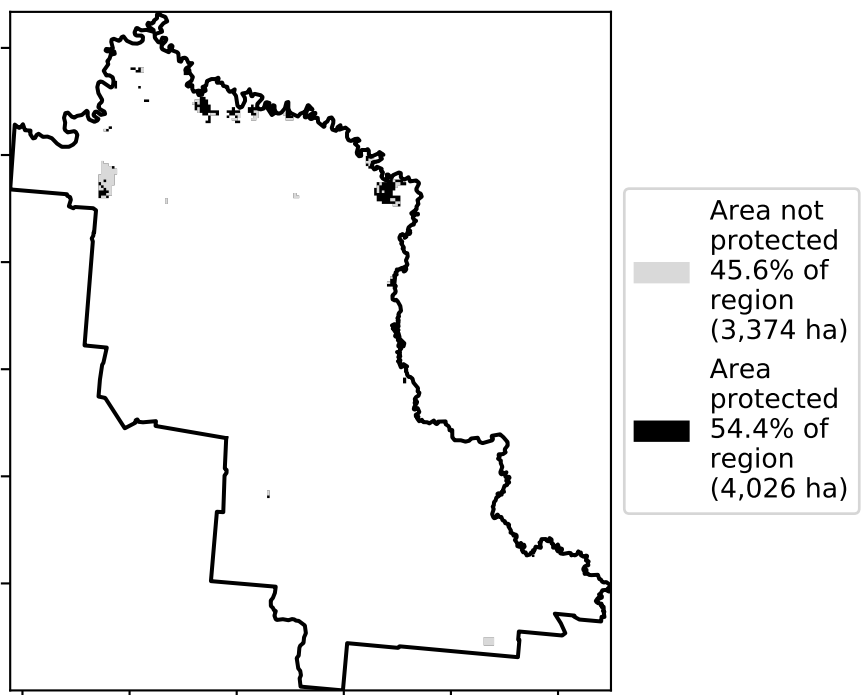 Area not
protected
45.6% of
region
(3,374 ha)
Area
protected
54.4% of
region
(4,026 ha)